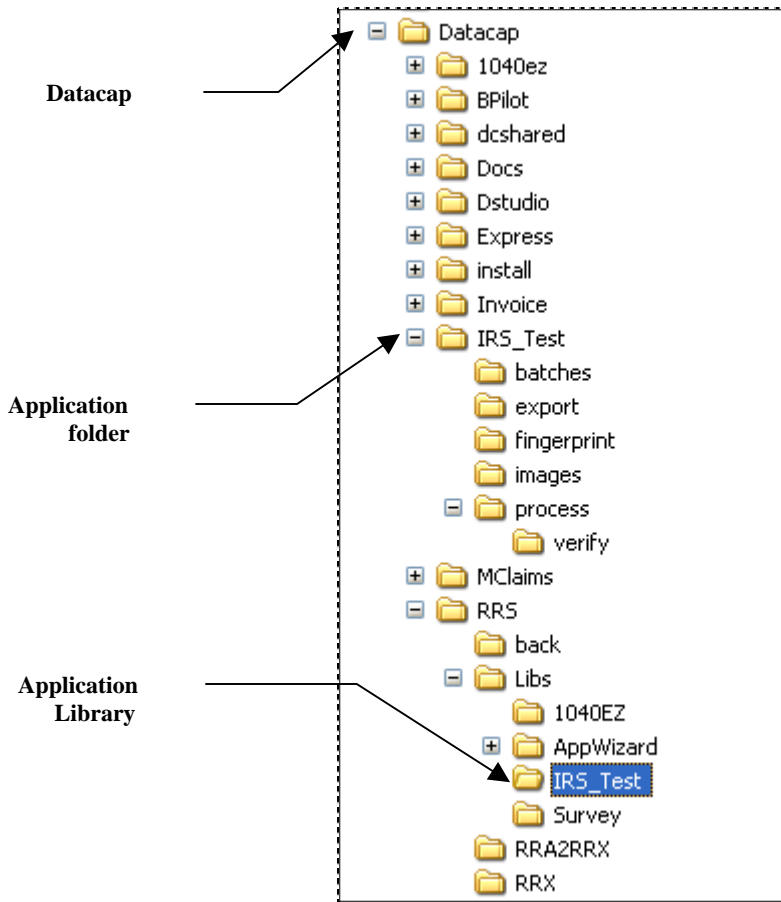 Datacap
1040ez
Datacap
BPilot
dcshared
Docs
Dstudio
Express
install
Invoice
IRS_Test
batches
Application
folder
export
fingerprint
images
process
verify
MClaims
RRS
back
Application
Library
Libs
1040EZ
AppWizard
IRS_Test
Survey
RRA2RRX
RRX